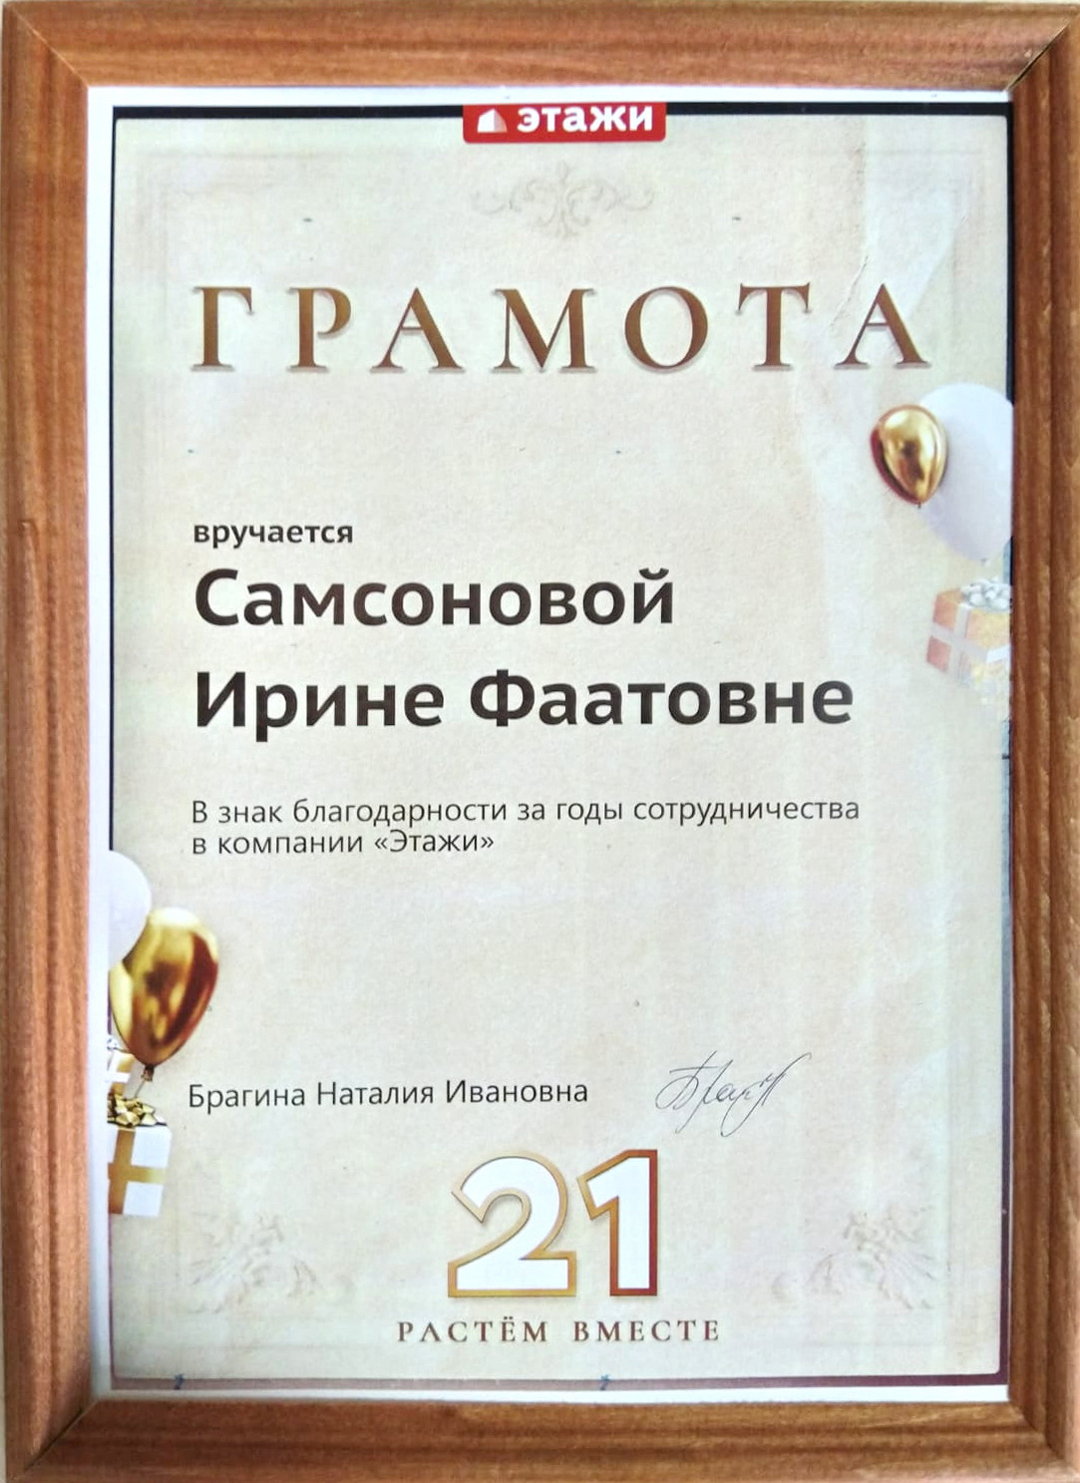 этажи
ГРАМОТА
вручается
Самсоновой
Ирине Фаатовне
В знак благодарности за годы сотрудничества
в компании «Этажи»
Брагина Наталия Ивановна
21
РАСТЁМ ВМЕСТЕ